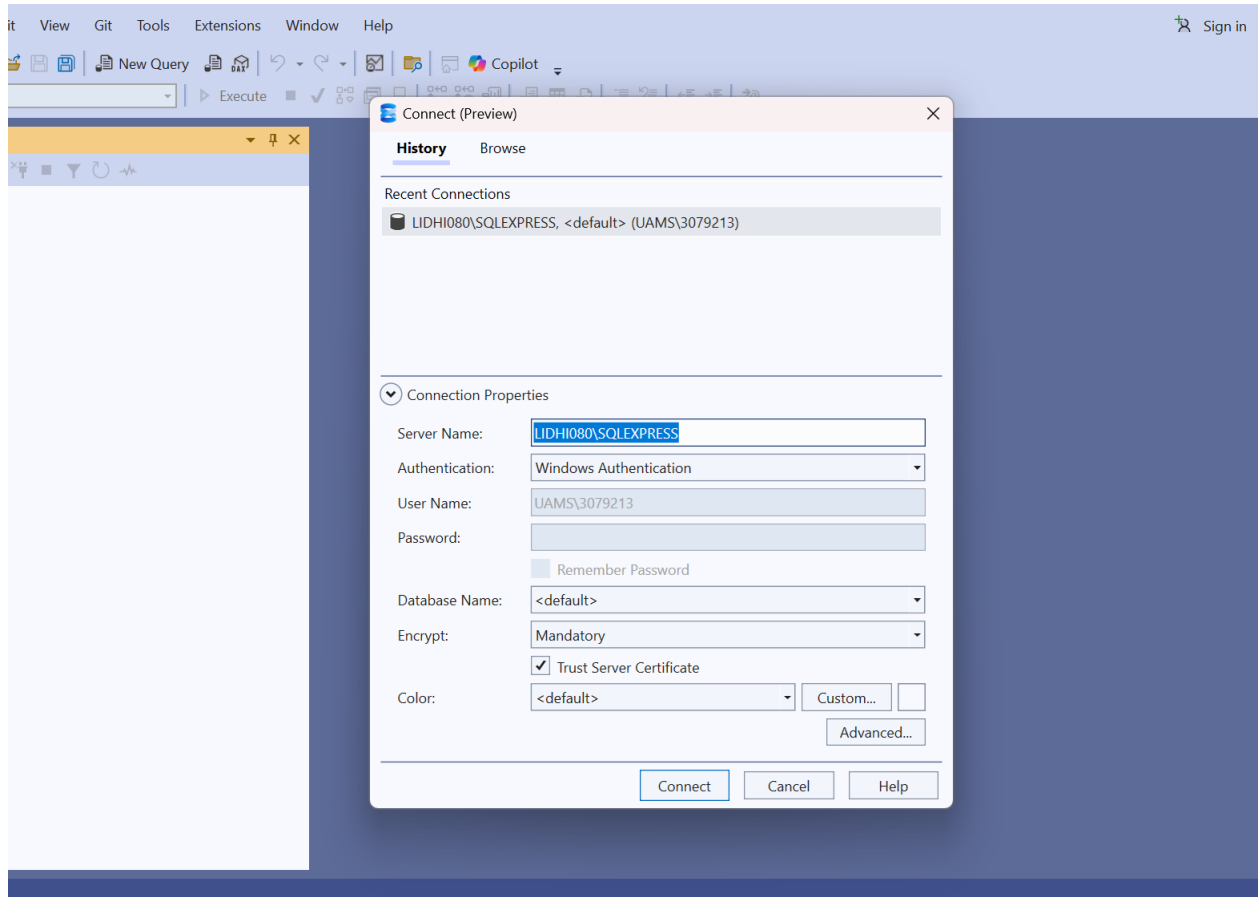 it View Git Tools Extensions Window Help Sign in
New Query DAX Copilot
Execute
Connect (Preview)
History Browse
Recent Connections
LIDHI080\SQLEXPRESS, <default> (UAMS\3079213)
Connection Properties
Server Name: LIDHI080\SQLEXPRESS
Authentication: Windows Authentication
User Name: UAMS\3079213
Password:
Remember Password
Database Name: <default>
Encrypt: Mandatory
Trust Server Certificate
Color: <default> Custom...
Advanced...
Connect Cancel Help